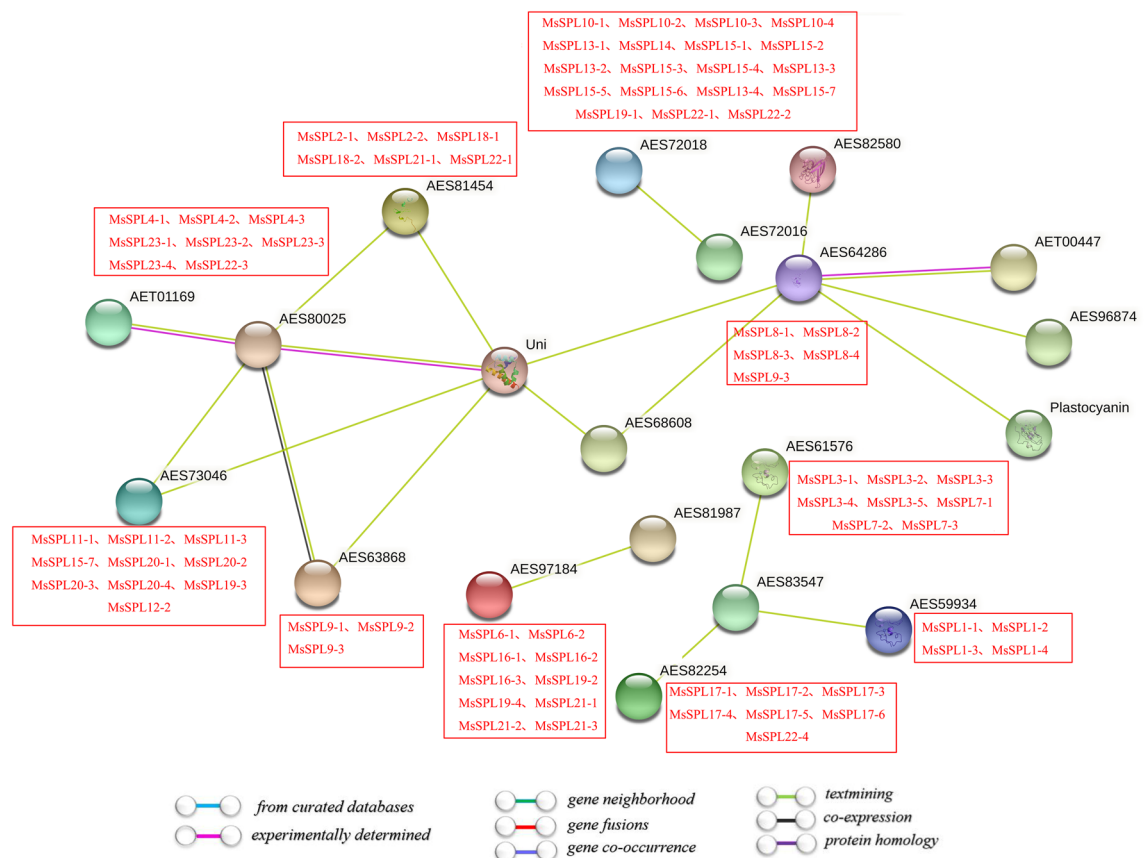 MsSPL10-1、MsSPL10-2、MsSPL10-3、MsSPL10-4
MsSPL13-1、MsSPL14、MsSPL15-1、MsSPL15-2
MsSPL13-2、MsSPL15-3、MsSPL15-4、MsSPL13-3
MsSPL15-5、MsSPL15-6、MsSPL13-4、MsSPL15-7
MsSPL19-1、MsSPL22-1、MsSPL22-2
MsSPL2-1、MsSPL2-2、MsSPL18-1
MsSPL18-2、MsSPL21-1、MsSPL22-1
AES72018
AES82580
AES81454
MsSPL4-1、MsSPL4-2、MsSPL4-3
MsSPL23-1、MsSPL23-2、MsSPL23-3
MsSPL23-4、MsSPL22-3
AES72016
AES64286
AET00447
AET01169
AES80025
Uni
MsSPL8-1、MsSPL8-2
MsSPL8-3、MsSPL8-4
MsSPL9-3
AES96874
Plastocyanin
AES68608
AES61576
MsSPL3-1、MsSPL3-2、MsSPL3-3
MsSPL3-4、MsSPL3-5、MsSPL7-1
MsSPL7-2、MsSPL7-3
AES73046
MsSPL11-1、MsSPL11-2、MsSPL11-3
MsSPL15-7、MsSPL20-1、MsSPL20-2
MsSPL20-3、MsSPL20-4、MsSPL19-3
MsSPL12-2
AES63868
MsSPL9-1、MsSPL9-2
MsSPL9-3
AES81987
AES97184
MsSPL6-1、MsSPL6-2
MsSPL16-1、MsSPL16-2
MsSPL16-3、MsSPL19-2
MsSPL19-4、MsSPL21-1
MsSPL21-2、MsSPL21-3
AES83547
AES59934
MsSPL1-1、MsSPL1-2
MsSPL1-3、MsSPL1-4
AES82254
MsSPL17-1、MsSPL17-2、MsSPL17-3
MsSPL17-4、MsSPL17-5、MsSPL17-6
MsSPL22-4
from curated databases
experimentally determined
gene neighborhood
gene fusions
gene co-occurrence
textmining
co-expression
protein homology